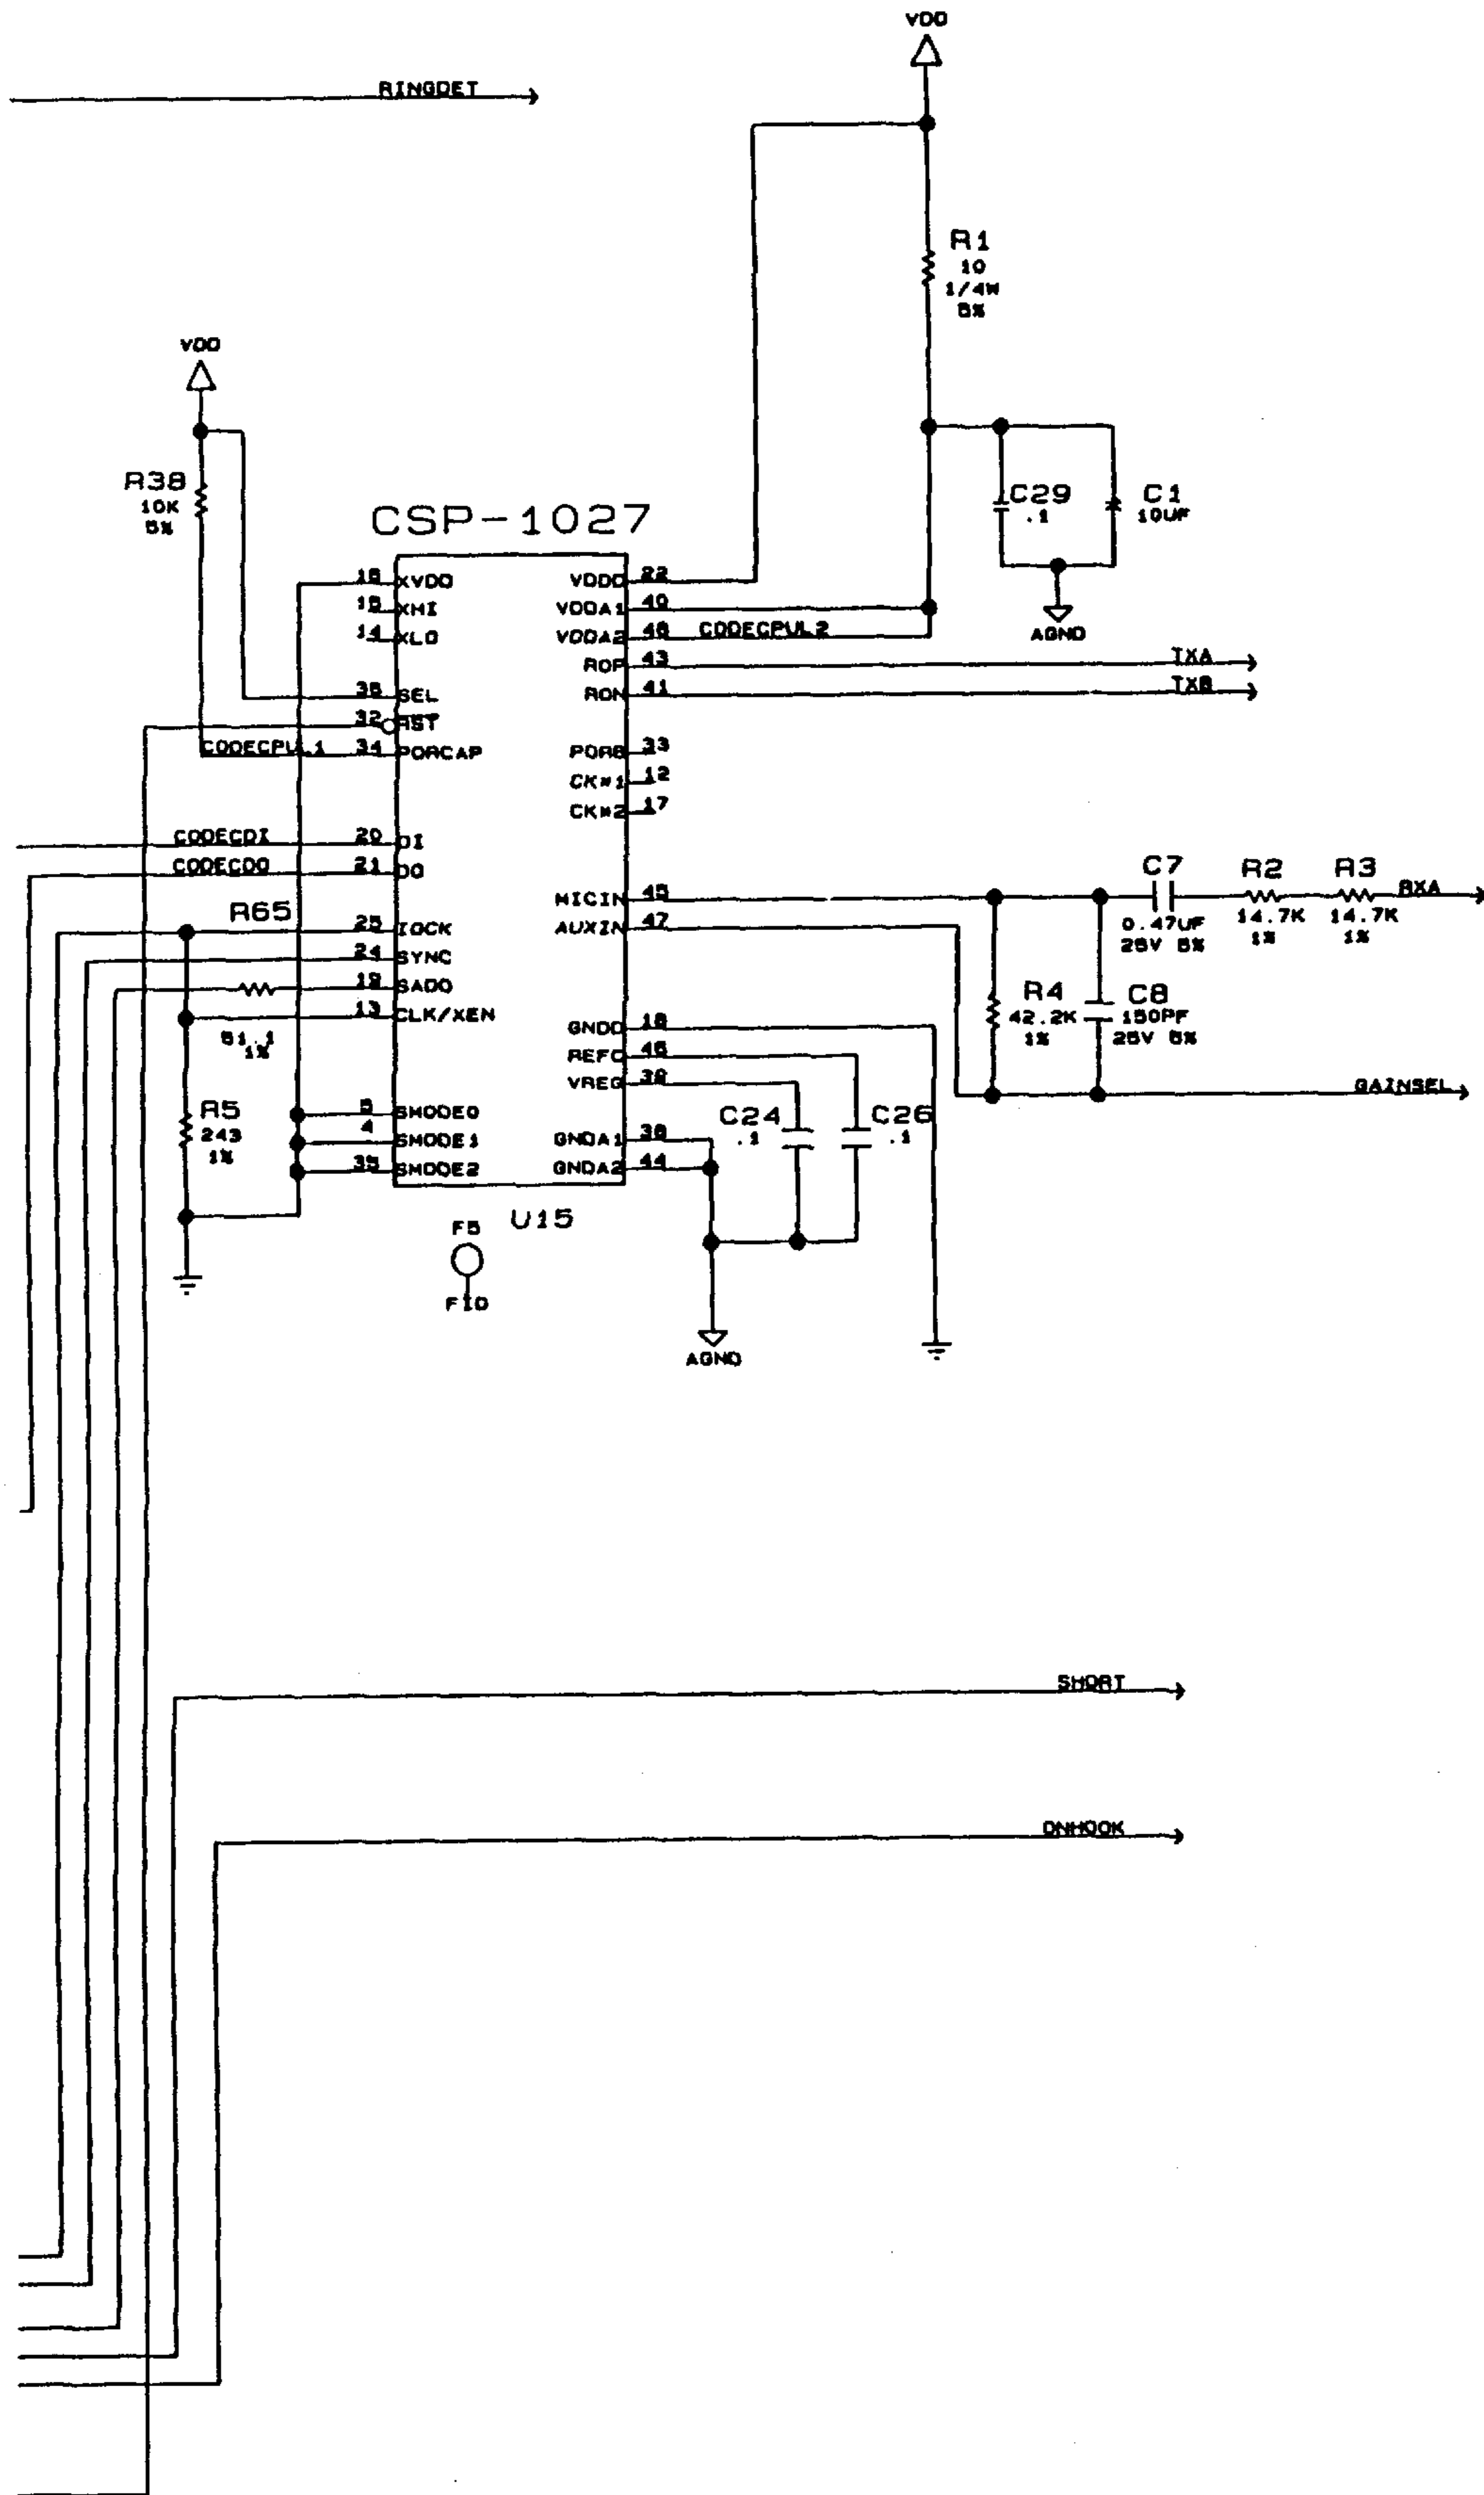 VDD
RINGDET
R1
10
1/4W
5%
VDD
R38
10K
5%
C29
.1
C1
10UF
CSP-1027
AGND
16 XVDD
15 XHI
14 XLO
SEL
32 RST
CODECPUL1 34 PORCAP
CODECDI 20 DI
CODECDO 21 DO
R65
25 IOCK
24 SYNC
19 SADO
13 CLK/XEN
51.1
1%
R5
243
1%
5 SMODE0
4 SMODE1
35 SMODE2
VDDD 22
VDDA1 40
VDDA2 48 CODECPUL2
ROP 43 TXA
RON 41 TXB
PORB 33
12
17
MICIN 45
AUXIN 47
GNDD 18
REFC 46
VREG
GNDA1
GNDA2 44
C7
0.47UF
25V 5%
R2
14.7K
1%
R3
14.7K
1%
RXA
R4
42.2K
1%
C8
150PF
25V 5%
GAINSEL
C24
.1
C26
.1
U15
F5
FID
AGND
SHORT
ONHOOK